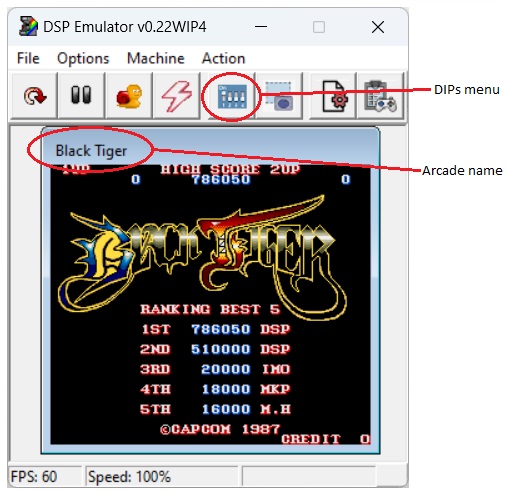 DSP Emulator v0.22WIP4
File Options Machine Action
DIPs menu
Black Tiger
Arcade name
1UP HIGH SCORE 2UP
0 786050 0
BLACK TIGER
RANKING BEST 5
1ST 786050 DSP
2ND 510000 DSP
3RD 20000 IMO
4TH 18000 MKP
5TH 16000 M.H
©CAPCOM 1987
CREDIT 0
FPS: 60 Speed: 100%